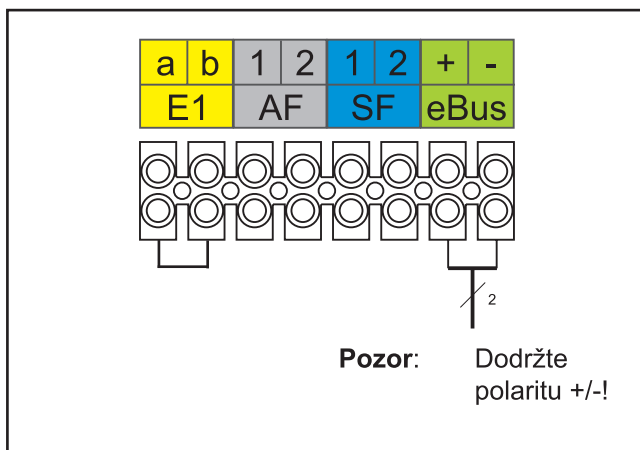 a b 1 2 1 2 + -
E1 AF SF eBus
2
Pozor: Dodržte
polaritu +/-!